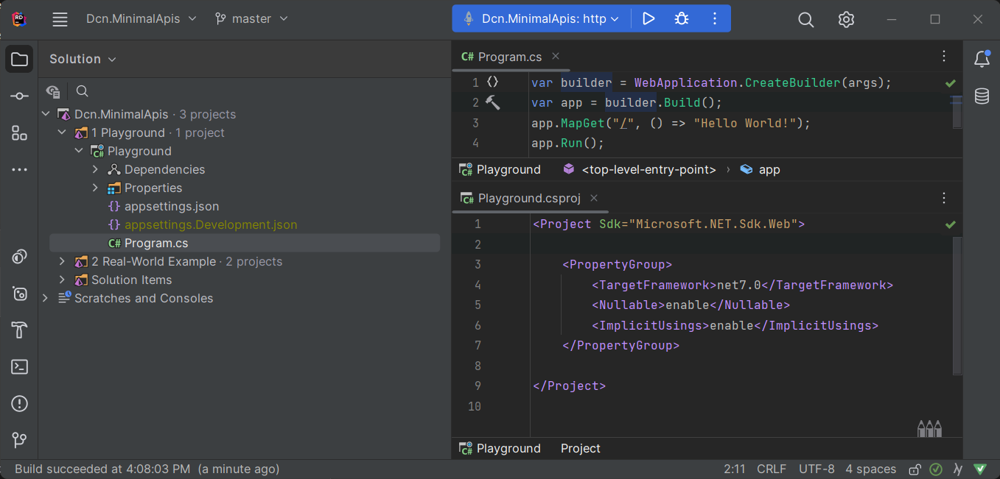 RD Dcn.MinimalApis master Dcn.MinimalApis: http
Solution
Dcn.MinimalApis · 3 projects
1 Playground · 1 project
Playground
Dependencies
Properties
{} appsettings.json
{} appsettings.Development.json
C# Program.cs
2 Real-World Example · 2 projects
Solution Items
Scratches and Consoles
C# Program.cs
1 {} var builder = WebApplication.CreateBuilder(args);
2 var app = builder.Build();
3 app.MapGet("/", () => "Hello World!");
4 app.Run();
Playground <top-level-entry-point> › app
Playground.csproj
1 <Project Sdk="Microsoft.NET.Sdk.Web">
2
3 <PropertyGroup>
4 <TargetFramework>net7.0</TargetFramework>
5 <Nullable>enable</Nullable>
6 <ImplicitUsings>enable</ImplicitUsings>
7 </PropertyGroup>
8
9 </Project>
10
Playground Project
Build succeeded at 4:08:03 PM (a minute ago) 2:11 CRLF UTF-8 4 spaces